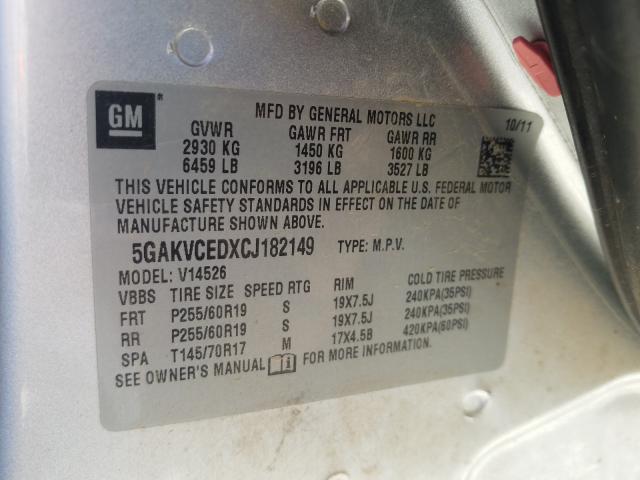 GM
MFD BY GENERAL MOTORS LLC
10/11
GVWR GAWR FRT GAWR RR
2930 KG 1450 KG 1600 KG
6459 LB 3196 LB 3527 LB
THIS VEHICLE CONFORMS TO ALL APPLICABLE U.S. FEDERAL MOTOR
VEHICLE SAFETY STANDARDS IN EFFECT ON THE DATE OF
MANUFACTURE SHOWN ABOVE.
5GAKVCEDXCJ182149 TYPE: M.P.V.
MODEL: V14526
VBBS TIRE SIZE SPEED RTG RIM COLD TIRE PRESSURE
FRT P255/60R19 S 19X7.5J 240KPA(35PSI)
RR P255/60R19 S 19X7.5J 240KPA(35PSI)
SPA T145/70R17 M 17X4.5B 420KPA(60PSI)
SEE OWNER'S MANUAL FOR MORE INFORMATION.